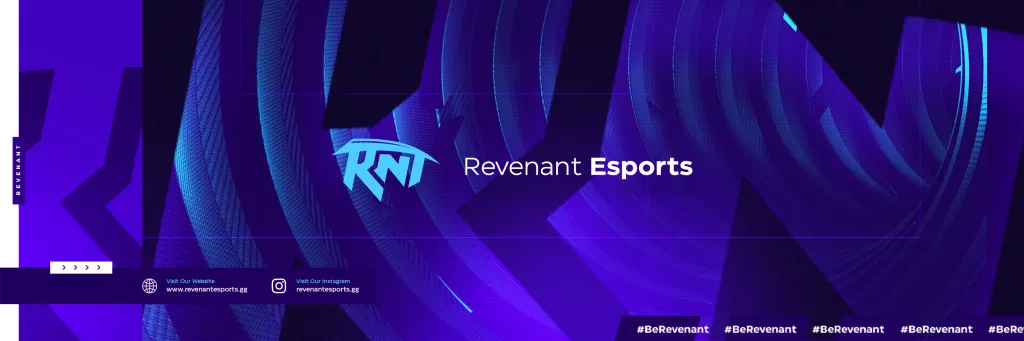 REVENANT
RNT
Revenant Esports
> > > >
Visit Our Website
www.revenantesports.gg
Visit Our Instagram
revenantesports.gg
#BeRevenant #BeRevenant #BeRevenant #BeRevenant #BeRe